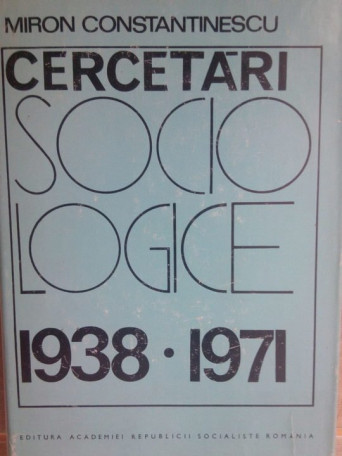 MIRON CONSTANTINESCU
CERCETĂRI
SOCIO
LOGICE
1938 • 1971
EDITURA ACADEMIEI REPUBLICII SOCIALISTE ROMÂNIA